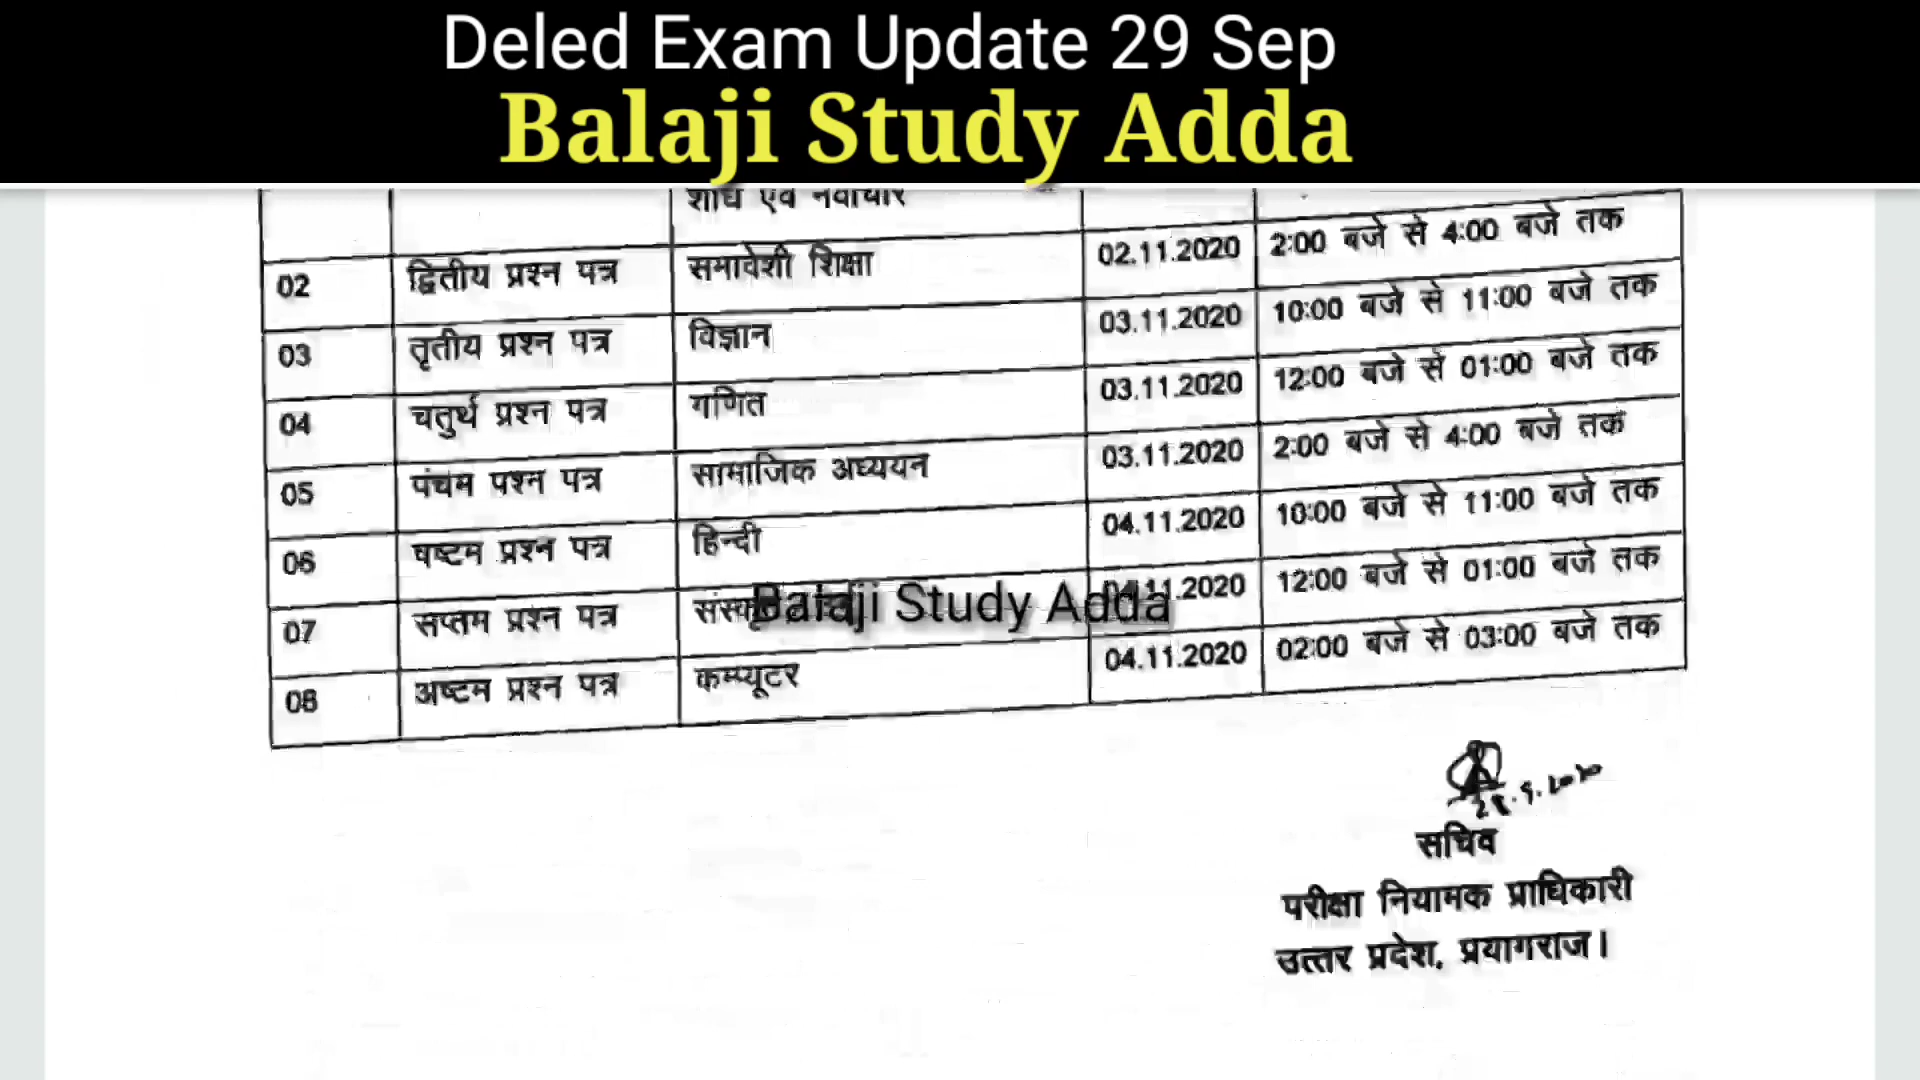 Deled Exam Update 29 Sep
Balaji Study Adda
शोध एवं नवाचार
02 द्वितीय प्रश्न पत्र समावेशी शिक्षा 02.11.2020 2:00 बजे से 4:00 बजे तक
03 तृतीय प्रश्न पत्र विज्ञान 03.11.2020 10:00 बजे से 11:00 बजे तक
04 चतुर्थ प्रश्न पत्र गणित 03.11.2020 12:00 बजे से 01:00 बजे तक
05 पंचम पश्न पत्र सामाजिक अध्ययन 03.11.2020 2:00 बजे से 4:00 बजे तक
06 षष्टम प्रश्न पत्र हिन्दी 04.11.2020 10:00 बजे से 11:00 बजे तक
07 सप्तम प्रश्न पत्र 04.11.2020 12:00 बजे से 01:00 बजे तक
Balaji Study Adda
08 अष्टम प्रश्न पत्र कम्प्यूटर 04.11.2020 02:00 बजे से 03:00 बजे तक
सचिव
परीक्षा नियामक प्राधिकारी
उत्तर प्रदेश, प्रयागराज।